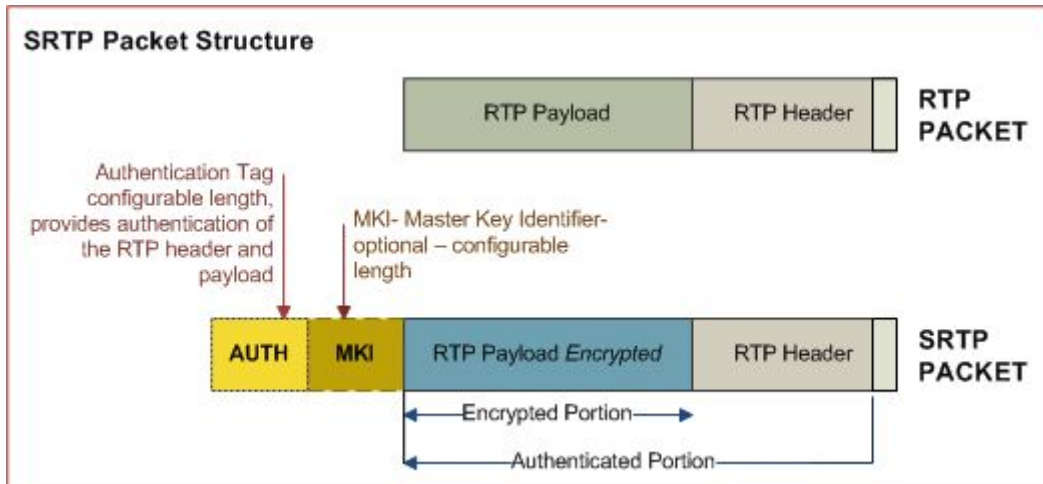 SRTP Packet Structure
RTP Payload
RTP Header
RTP
PACKET
Authentication Tag
configurable length,
provides authentication of
the RTP header and
payload
MKI- Master Key Identifier-
optional – configurable
length
AUTH
MKI
RTP Payload Encrypted
RTP Header
SRTP
PACKET
Encrypted Portion
Authenticated Portion